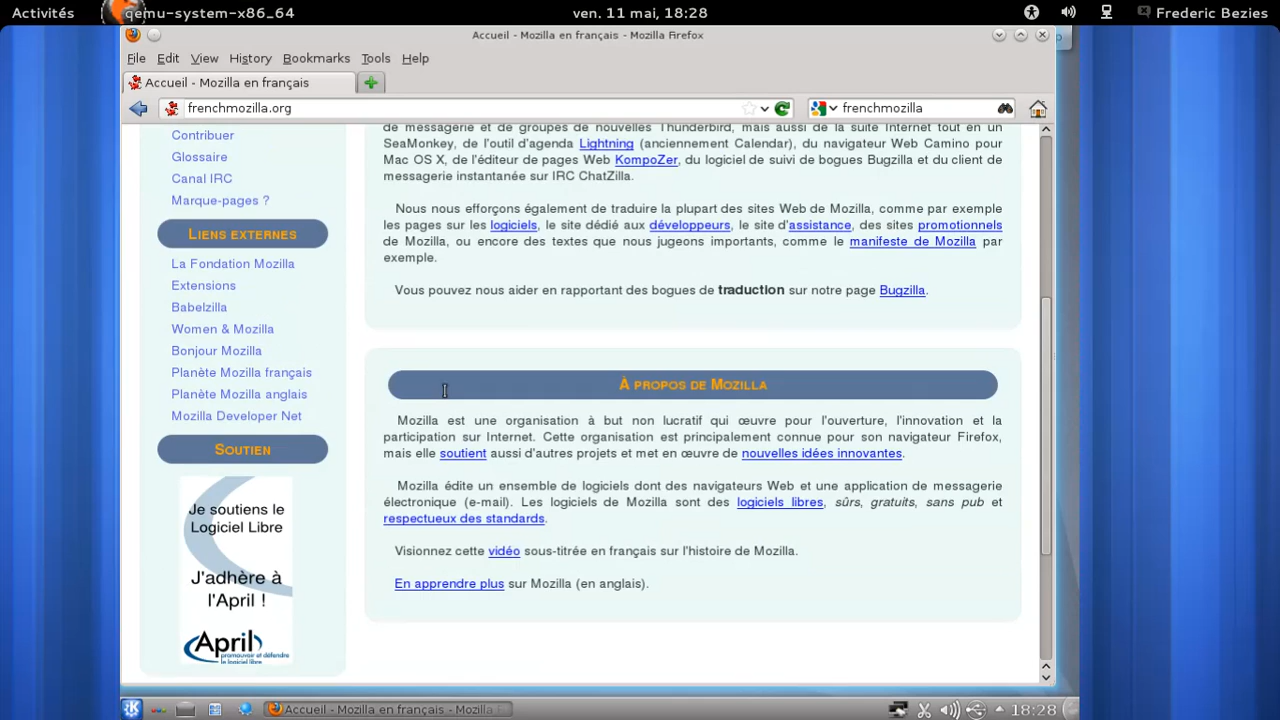 Activités
qemu-system-x86_64
ven. 11 mai, 18:28
Frederic Bezies
Accueil - Mozilla en français - Mozilla Firefox
File Edit View History Bookmarks Tools Help
Accueil - Mozilla en français
frenchmozilla.org
frenchmozilla
Contribuer
Glossaire
Canal IRC
Marque-pages ?
Liens externes
La Fondation Mozilla
Extensions
Babelzilla
Women & Mozilla
Bonjour Mozilla
Planète Mozilla français
Planète Mozilla anglais
Mozilla Developer Net
Soutien
Je soutiens le
Logiciel Libre
J'adhère à
l'April !
April
promouvoir et défendre
le logiciel libre
de messagerie et de groupes de nouvelles Thunderbird, mais aussi de la suite Internet tout en un
SeaMonkey, de l'outil d'agenda Lightning (anciennement Calendar), du navigateur Web Camino pour
Mac OS X, de l'éditeur de pages Web KompoZer, du logiciel de suivi de bogues Bugzilla et du client de
messagerie instantanée sur IRC ChatZilla.
Nous nous efforçons également de traduire la plupart des sites Web de Mozilla, comme par exemple
les pages sur les logiciels, le site dédié aux développeurs, le site d'assistance, des sites promotionnels
de Mozilla, ou encore des textes que nous jugeons importants, comme le manifeste de Mozilla par
exemple.
Vous pouvez nous aider en rapportant des bogues de traduction sur notre page Bugzilla.
À propos de Mozilla
Mozilla est une organisation à but non lucratif qui œuvre pour l'ouverture, l'innovation et la
participation sur Internet. Cette organisation est principalement connue pour son navigateur Firefox,
mais elle soutient aussi d'autres projets et met en œuvre de nouvelles idées innovantes.
Mozilla édite un ensemble de logiciels dont des navigateurs Web et une application de messagerie
électronique (e-mail). Les logiciels de Mozilla sont des logiciels libres, sûrs, gratuits, sans pub et
respectueux des standards.
Visionnez cette vidéo sous-titrée en français sur l'histoire de Mozilla.
En apprendre plus sur Mozilla (en anglais).
Accueil - Mozilla en français - Mozilla F
18:28